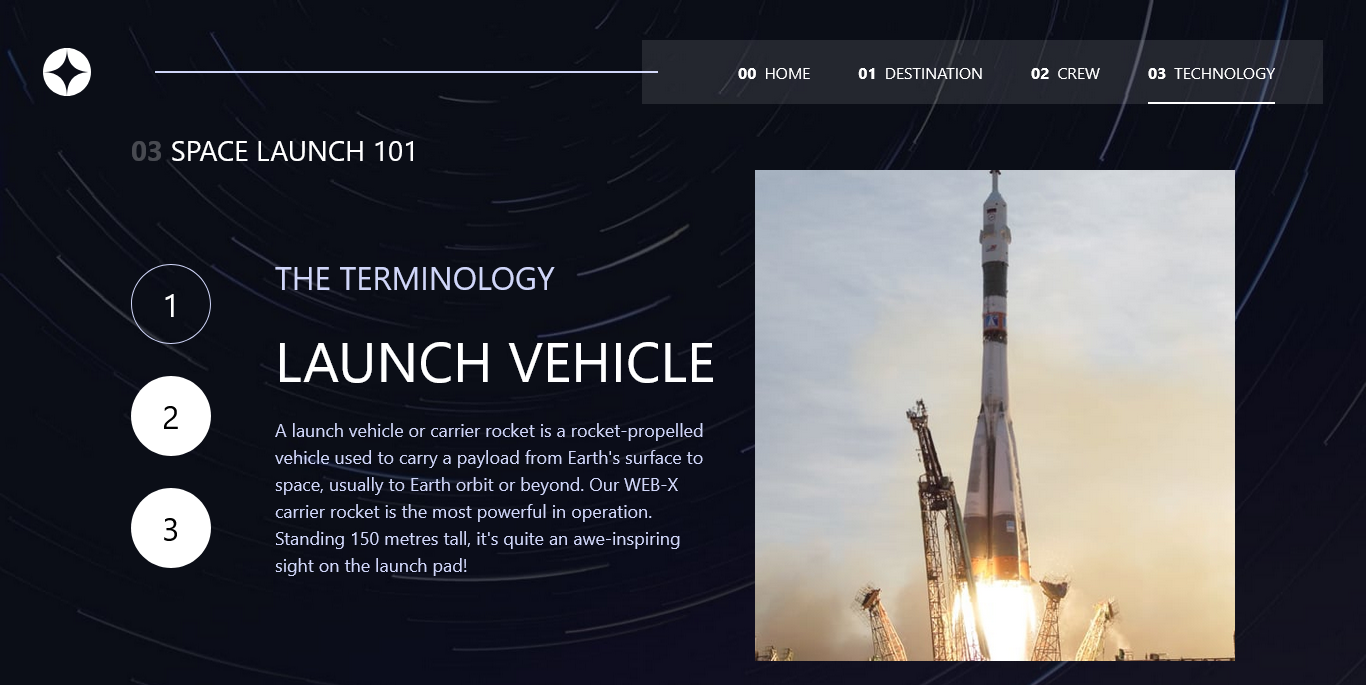 00 HOME 01 DESTINATION 02 CREW 03 TECHNOLOGY
03 SPACE LAUNCH 101
1
2
3
THE TERMINOLOGY
LAUNCH VEHICLE
A launch vehicle or carrier rocket is a rocket-propelled
vehicle used to carry a payload from Earth's surface to
space, usually to Earth orbit or beyond. Our WEB-X
carrier rocket is the most powerful in operation.
Standing 150 metres tall, it's quite an awe-inspiring
sight on the launch pad!